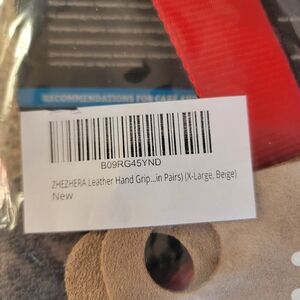 RECOMMENDATIONS FOR CARE AND
B09RG45YND
ZHEZHERA Leather Hand Grip...in Pairs) (X-Large, Beige)
New